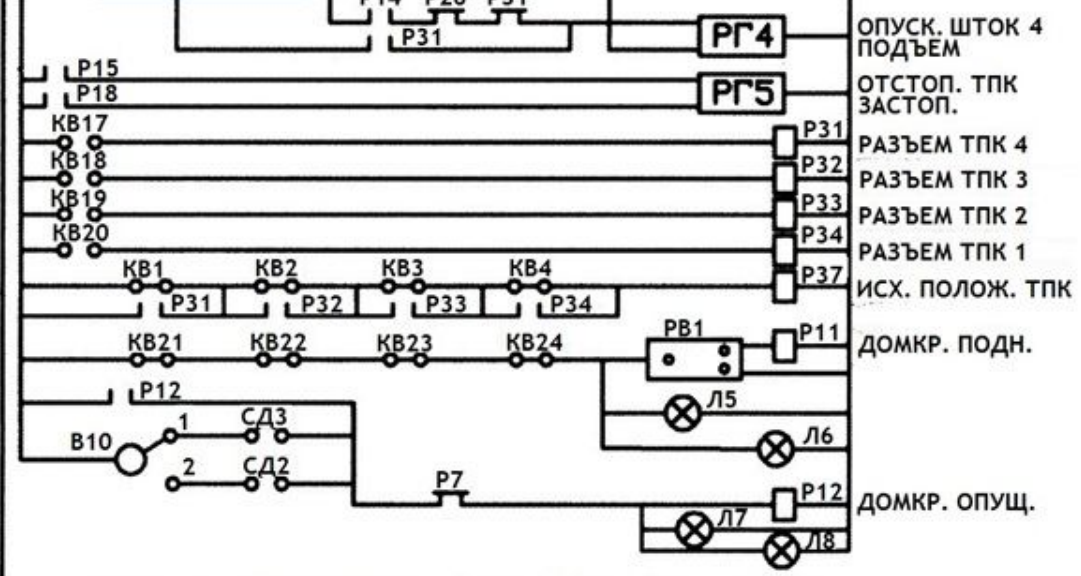 Р31
РГ4
ОПУСК. ШТОК 4
ПОДЪЕМ
Р15
Р18
РГ5
ОТСТОП. ТПК
ЗАСТОП.
КВ17
Р31
РАЗЪЕМ ТПК 4
КВ18
Р32
РАЗЪЕМ ТПК 3
КВ19
Р33
РАЗЪЕМ ТПК 2
КВ20
Р34
РАЗЪЕМ ТПК 1
КВ1 КВ2 КВ3 КВ4
Р37
ИСХ. ПОЛОЖ. ТПК
Р31 Р32 Р33 Р34
КВ21 КВ22 КВ23 КВ24
РВ1
Р11
ДОМКР. ПОДН.
Р12
Л5
В10
1
СД3
Л6
2
СД2
Р7
Р12
ДОМКР. ОПУЩ.
Л7
Л8